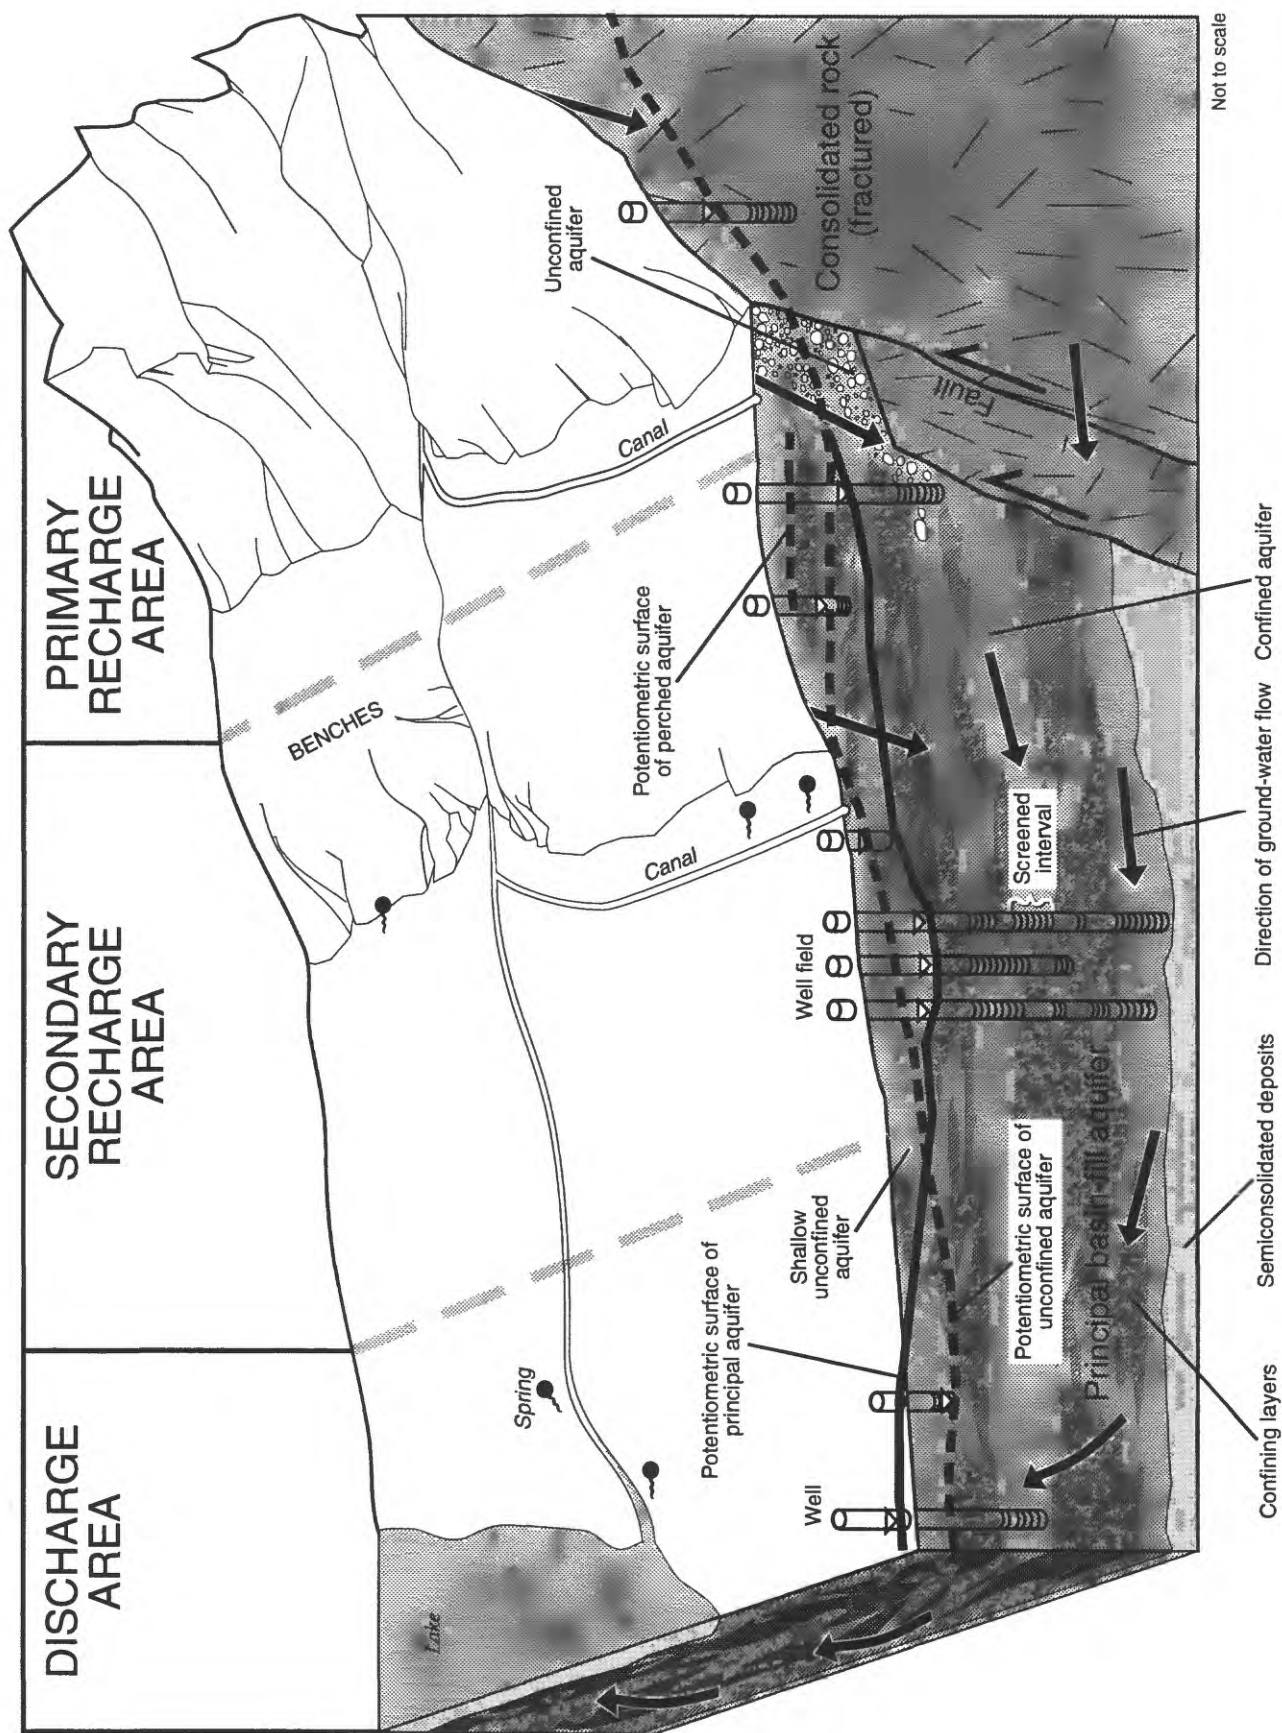 DISCHARGE
AREA
SECONDARY
RECHARGE
AREA
PRIMARY
RECHARGE
AREA
BENCHES
Lake
Spring
Canal
Canal
Unconfined
aquifer
Potentiometric surface
of perched aquifer
Well field
Shallow
unconfined
aquifer
Potentiometric surface of
principal aquifer
Well
Consolidated rock
(fractured)
Fault
Screened
interval
Potentiometric surface of
unconfined aquifer
Principal basin-fill aquifer
Confining layers
Semiconsolidated deposits
Direction of ground-water flow
Confined aquifer
Not to scale